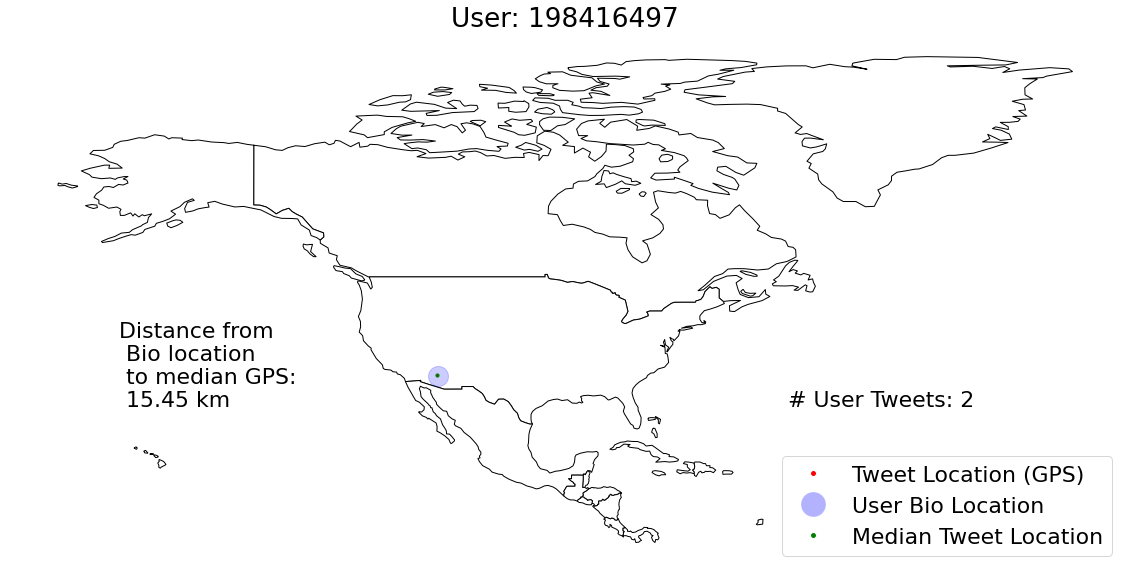 User: 198416497
Distance from
Bio location
to median GPS:
15.45 km
# User Tweets: 2
Tweet Location (GPS)
User Bio Location
Median Tweet Location